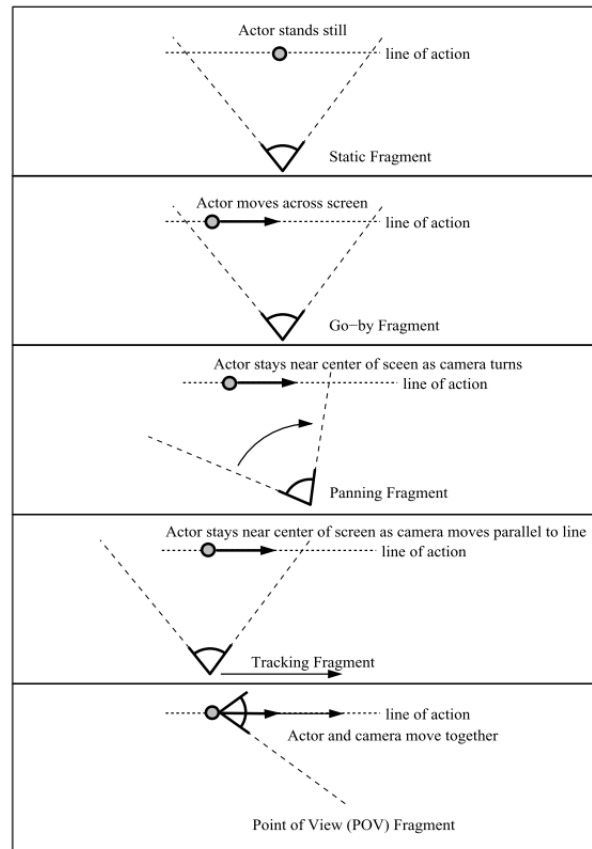 Actor stands still
line of action
Static Fragment
Actor moves across screen
line of action
Go−by Fragment
Actor stays near center of sceen as camera turns
line of action
Panning Fragment
Actor stays near center of screen as camera moves parallel to line
line of action
Tracking Fragment
line of action
Actor and camera move together
Point of View (POV) Fragment